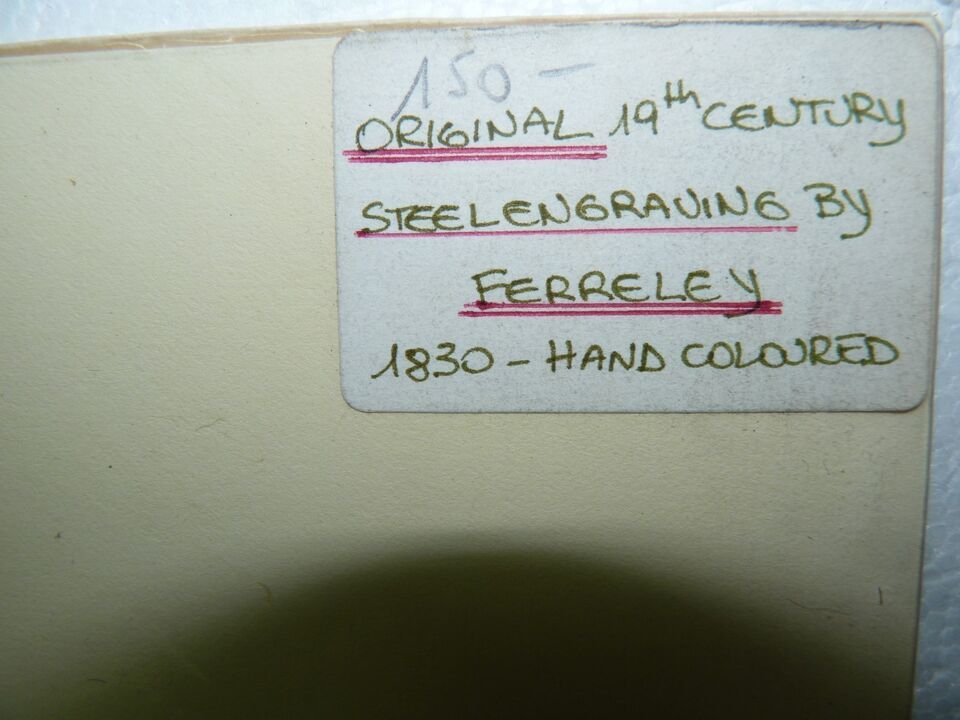 150 –
ORIGINAL 19th CENTURY
STEELENGRAVING BY
FERRELEY
1830 – HAND COLOURED